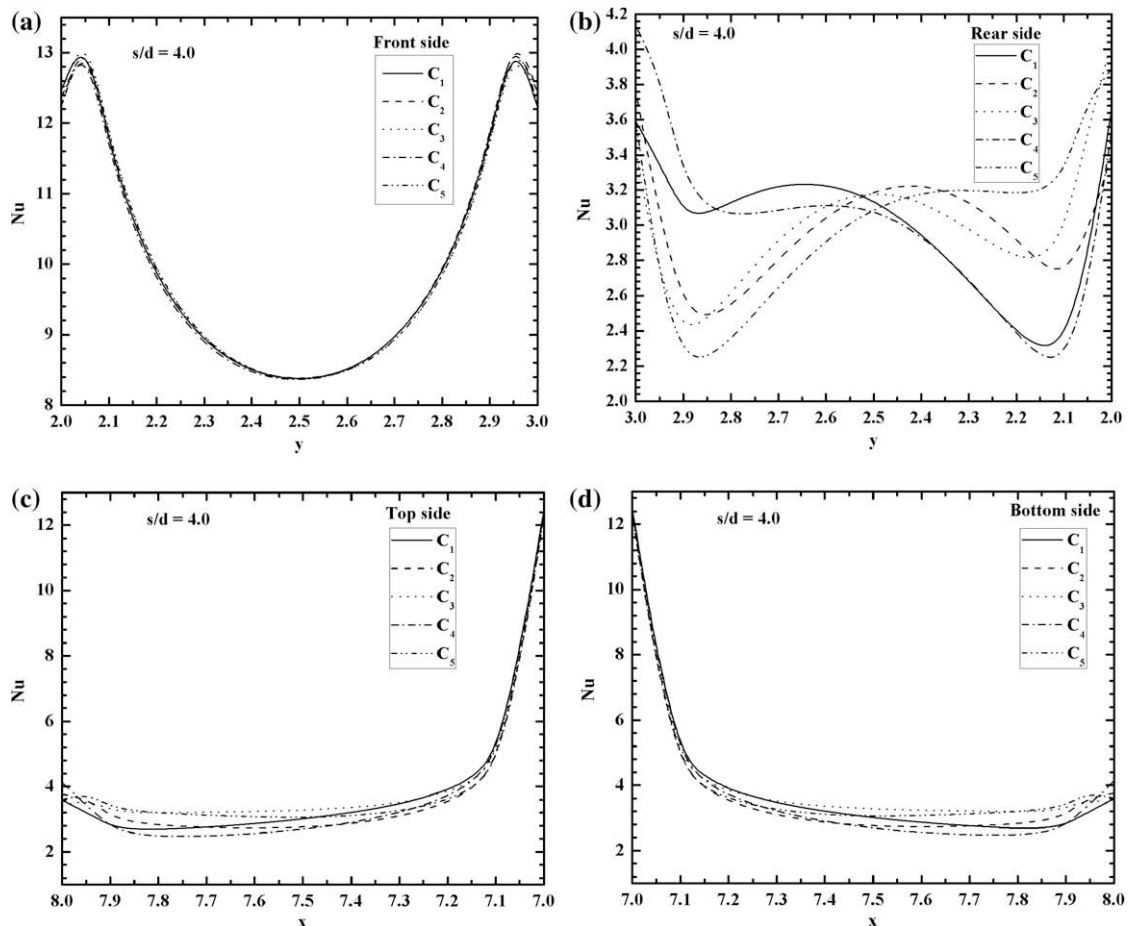 (a)
s/d = 4.0
Front side
C1
C2
C3
C4
C5
13
12
11
10
9
8
Nu
2.0 2.1 2.2 2.3 2.4 2.5 2.6 2.7 2.8 2.9 3.0
y
(b)
s/d = 4.0
Rear side
C1
C2
C3
C4
C5
4.2
4.0
3.8
3.6
3.4
3.2
3.0
2.8
2.6
2.4
2.2
2.0
Nu
3.0 2.9 2.8 2.7 2.6 2.5 2.4 2.3 2.2 2.1 2.0
y
(c)
s/d = 4.0
Top side
C1
C2
C3
C4
C5
12
10
8
6
4
2
Nu
8.0 7.9 7.8 7.7 7.6 7.5 7.4 7.3 7.2 7.1 7.0
x
(d)
s/d = 4.0
Bottom side
C1
C2
C3
C4
C5
12
10
8
6
4
2
Nu
7.0 7.1 7.2 7.3 7.4 7.5 7.6 7.7 7.8 7.9 8.0
x